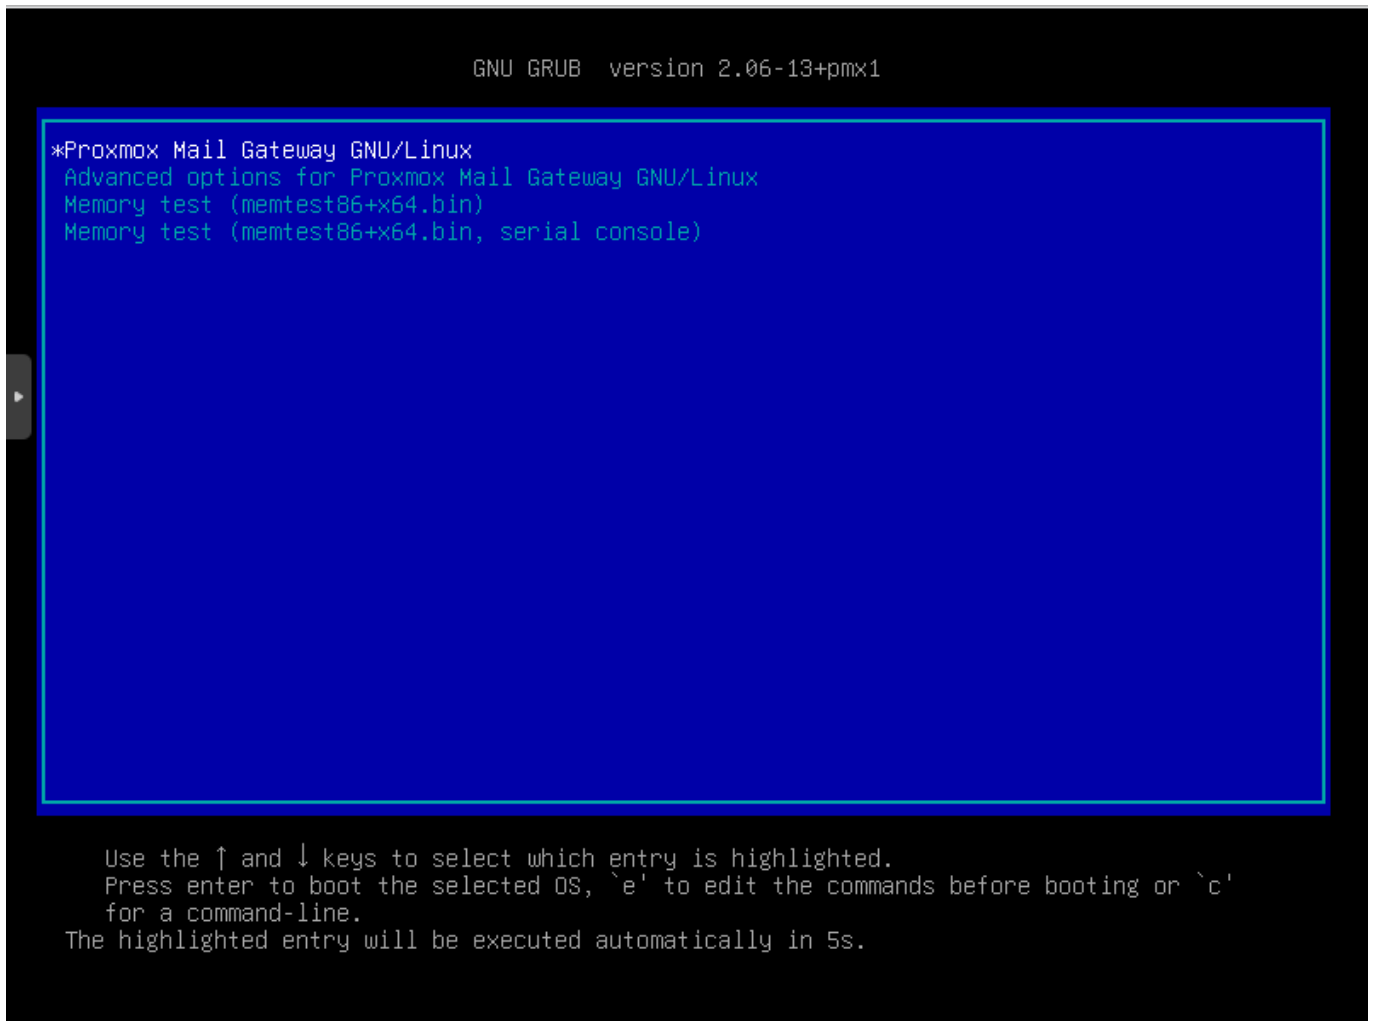 GNU GRUB  version 2.06-13+pmx1
*Proxmox Mail Gateway GNU/Linux
Advanced options for Proxmox Mail Gateway GNU/Linux
Memory test (memtest86+x64.bin)
Memory test (memtest86+x64.bin, serial console)
Use the ↑ and ↓ keys to select which entry is highlighted.
Press enter to boot the selected OS, `e' to edit the commands before booting or `c'
for a command-line.
The highlighted entry will be executed automatically in 5s.